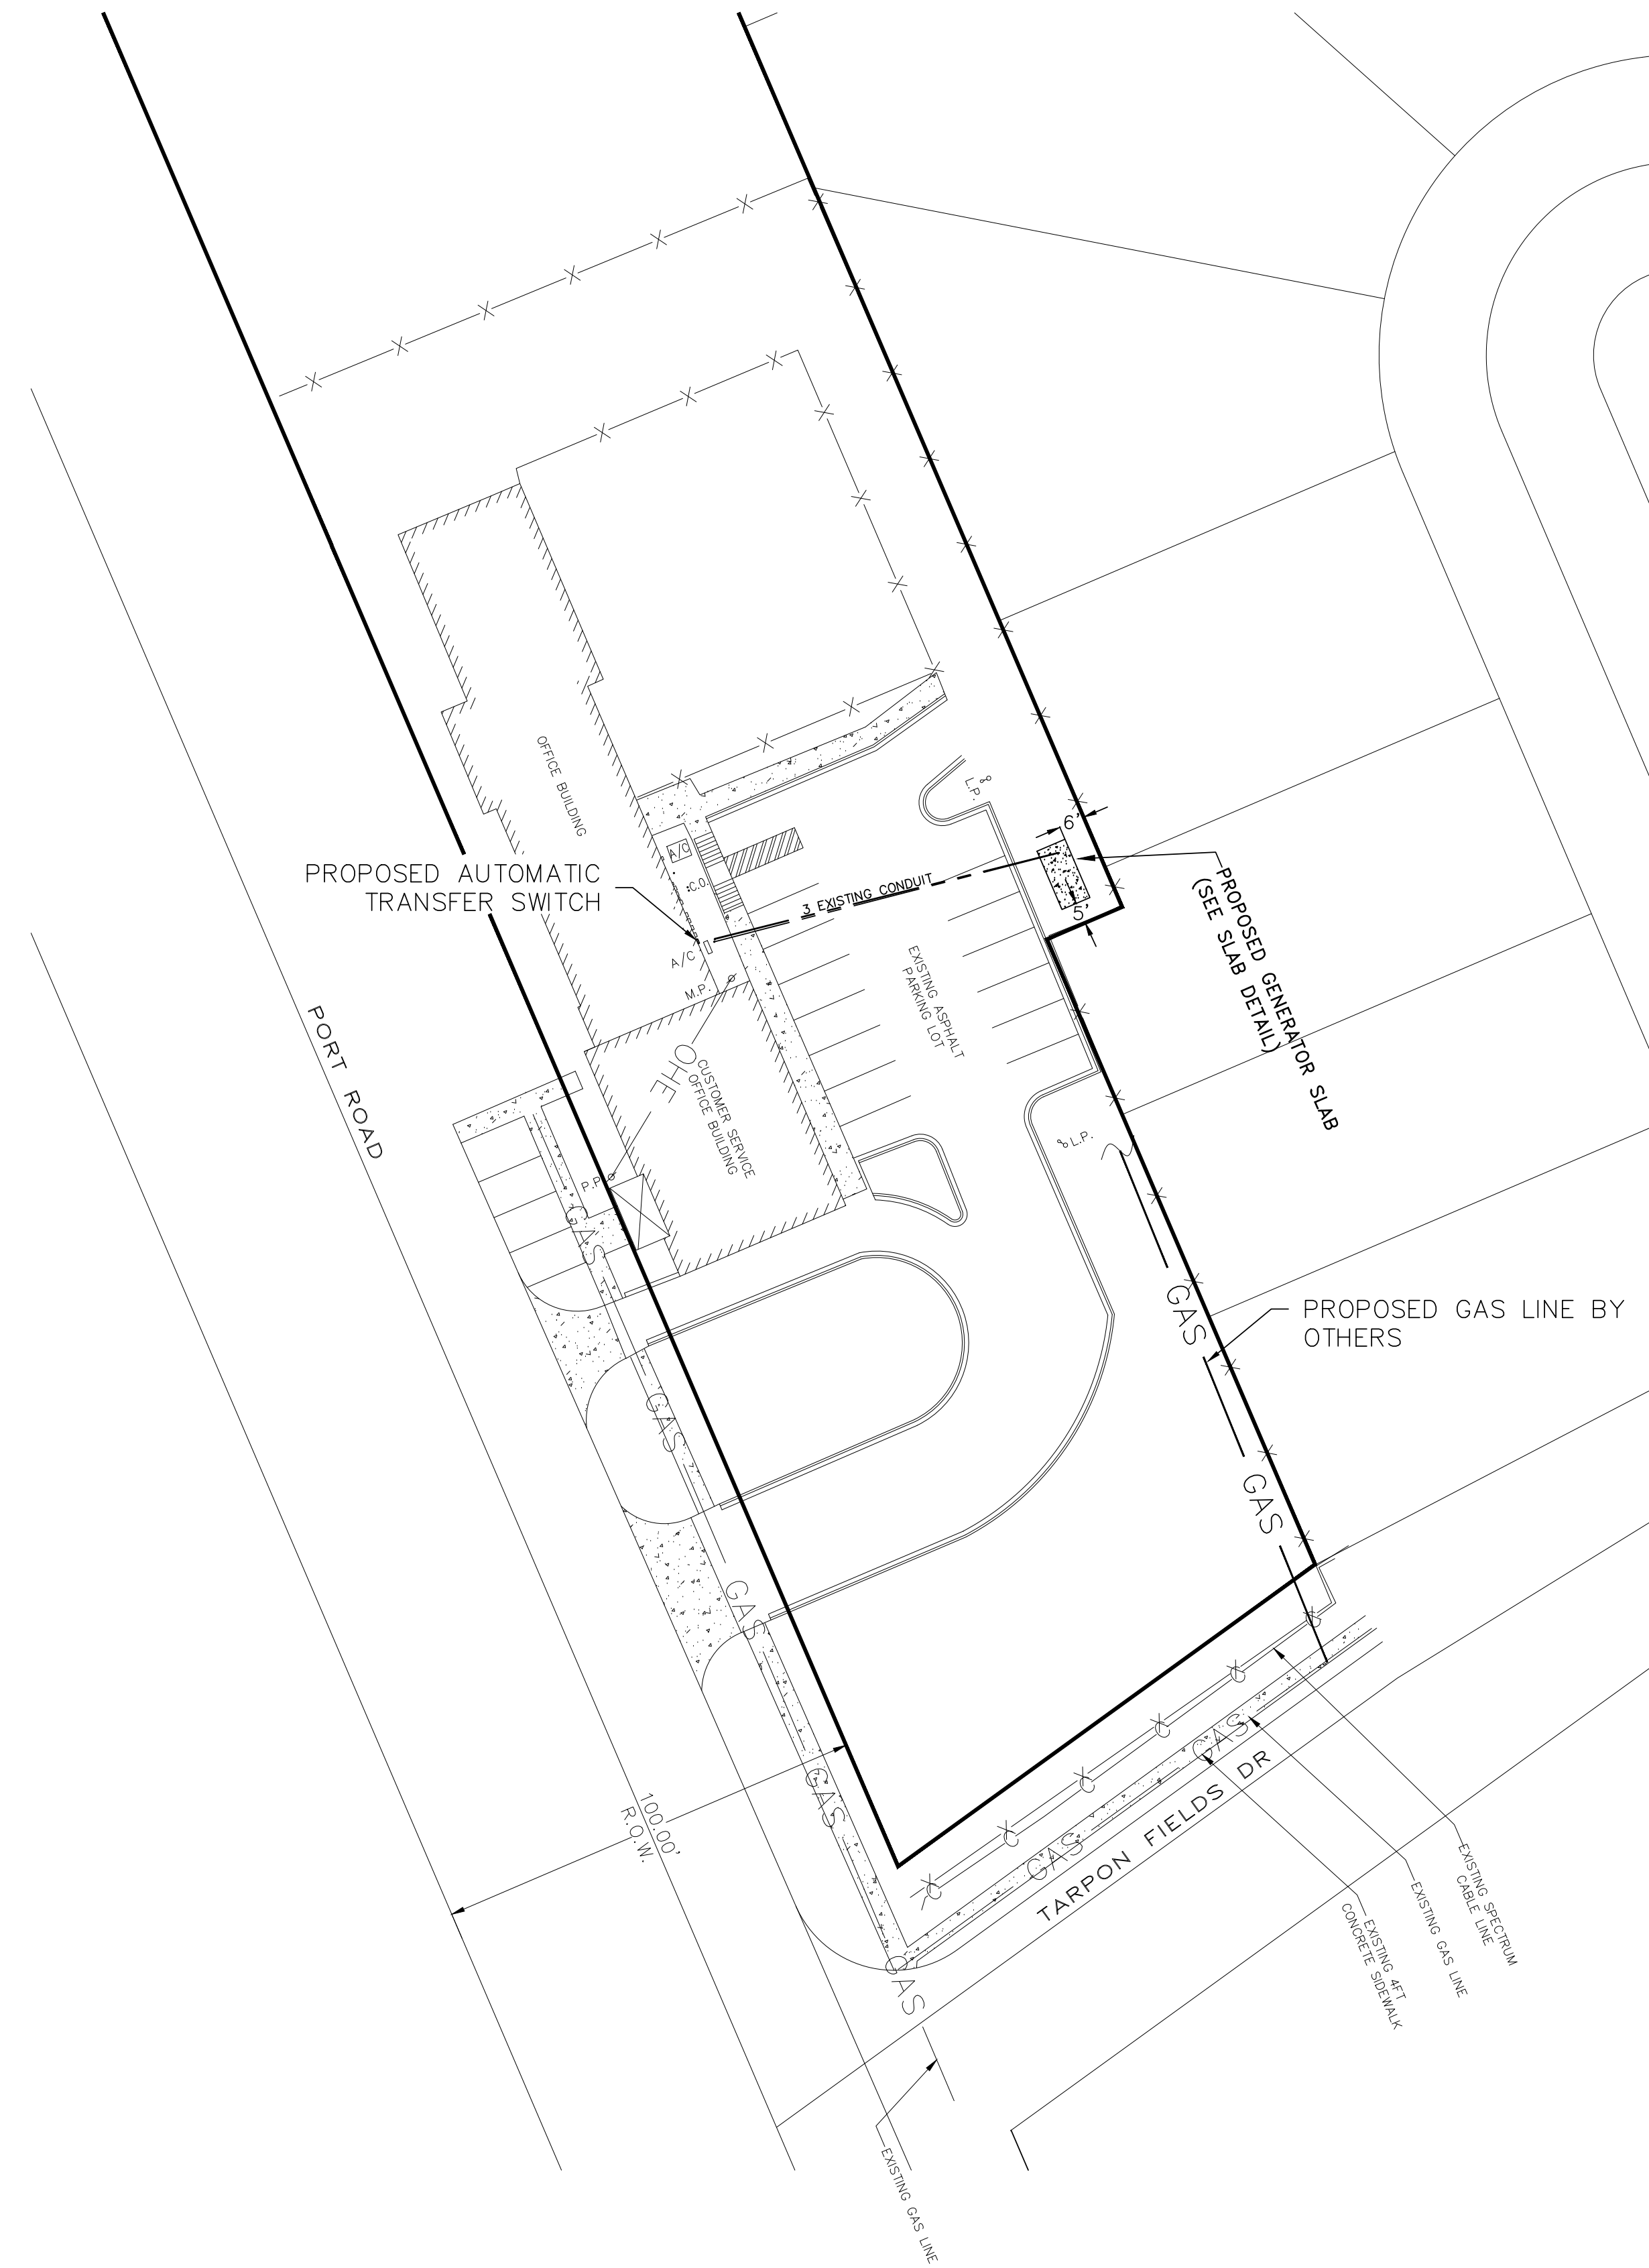 OFFICE BUILDING
PROPOSED AUTOMATIC
TRANSFER SWITCH
A/C
C.O.
A/C
M.P.
3 EXISTING CONDUIT
L.P.
6'
5'
PROPOSED GENERATOR SLAB
(SEE SLAB DETAIL)
EXISTING ASPHALT
PARKING LOT
PORT ROAD
OHE
CUSTOMER SERVICE
OFFICE BUILDING
P.P.
L.P.
GAS
GAS
GAS
GAS
GAS
GAS
GAS
PROPOSED GAS LINE BY
OTHERS
100.00'
R.O.W.
GAS
GAS
TARPON FIELDS DR
EXISTING SPECTRUM
CABLE LINE
EXISTING GAS LINE
EXISTING 4FT
CONCRETE SIDEWALK
EXISTING GAS LINE